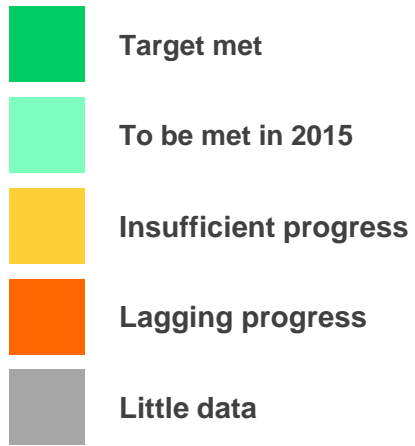 Target met
To be met in 2015
Insufficient progress
Lagging progress
Little data